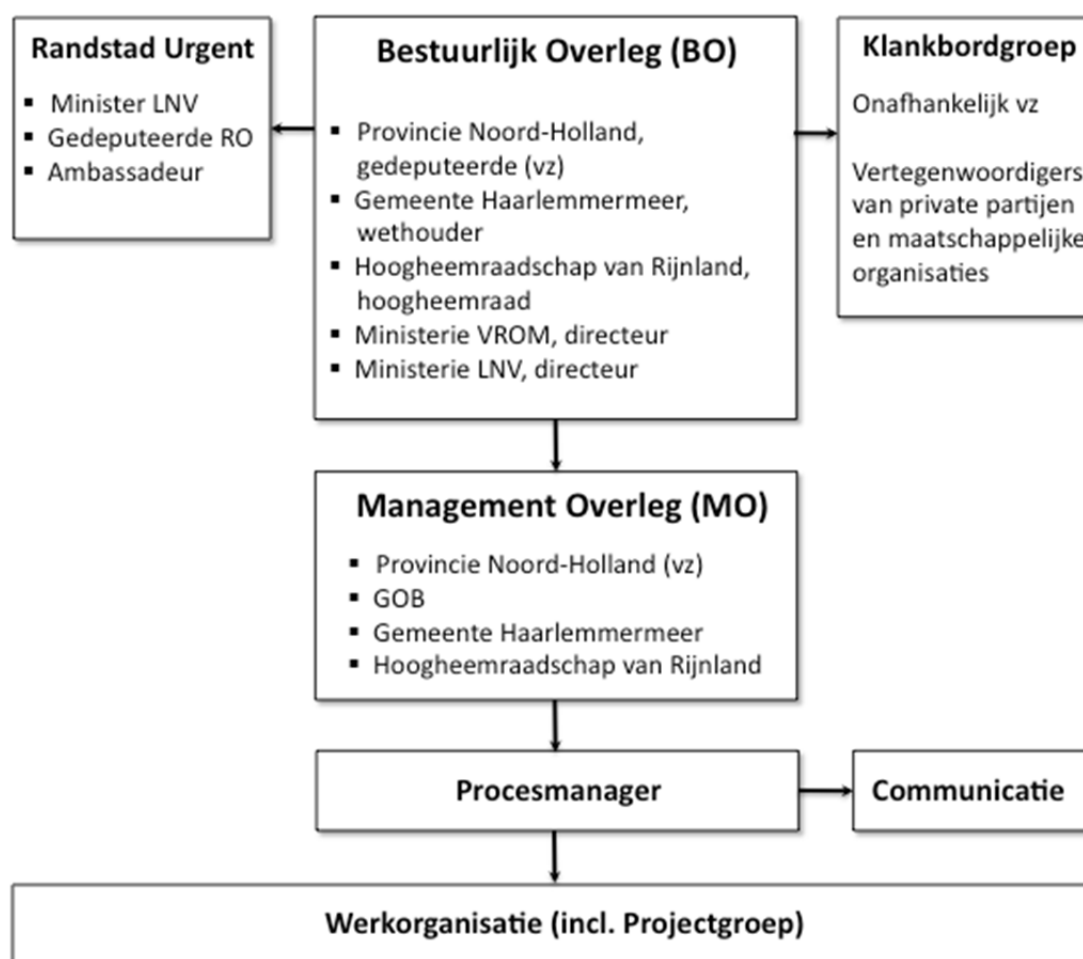 Randstad Urgent
▪ Minister LNV
▪ Gedeputeerde RO
▪ Ambassadeur
Bestuurlijk Overleg (BO)
▪ Provincie Noord-Holland,
gedeputeerde (vz)
▪ Gemeente Haarlemmermeer,
wethouder
▪ Hoogheemraadschap van Rijnland,
hoogheemraad
▪ Ministerie VROM, directeur
▪ Ministerie LNV, directeur
Klankbordgroep
Onafhankelijk vz
Vertegenwoordigers
van private partijen
en maatschappelijke
organisaties
Management Overleg (MO)
▪ Provincie Noord-Holland (vz)
▪ GOB
▪ Gemeente Haarlemmermeer
▪ Hoogheemraadschap van Rijnland
Procesmanager
Communicatie
Werkorganisatie (incl. Projectgroep)